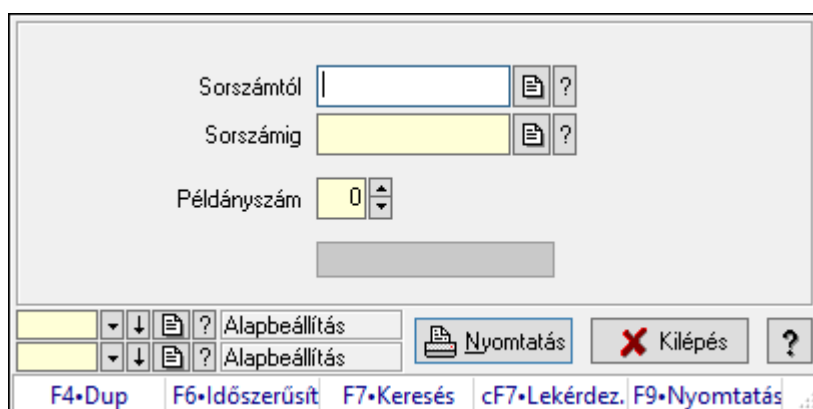 Sorszámtól ?
Sorszámig ?
Példányszám 0
? Alapbeállítás
? Alapbeállítás
Nyomtatás Kilépés ?
F4•Dup F6•Időszerűsít F7•Keresés cF7•Lekérdez. F9•Nyomtatás